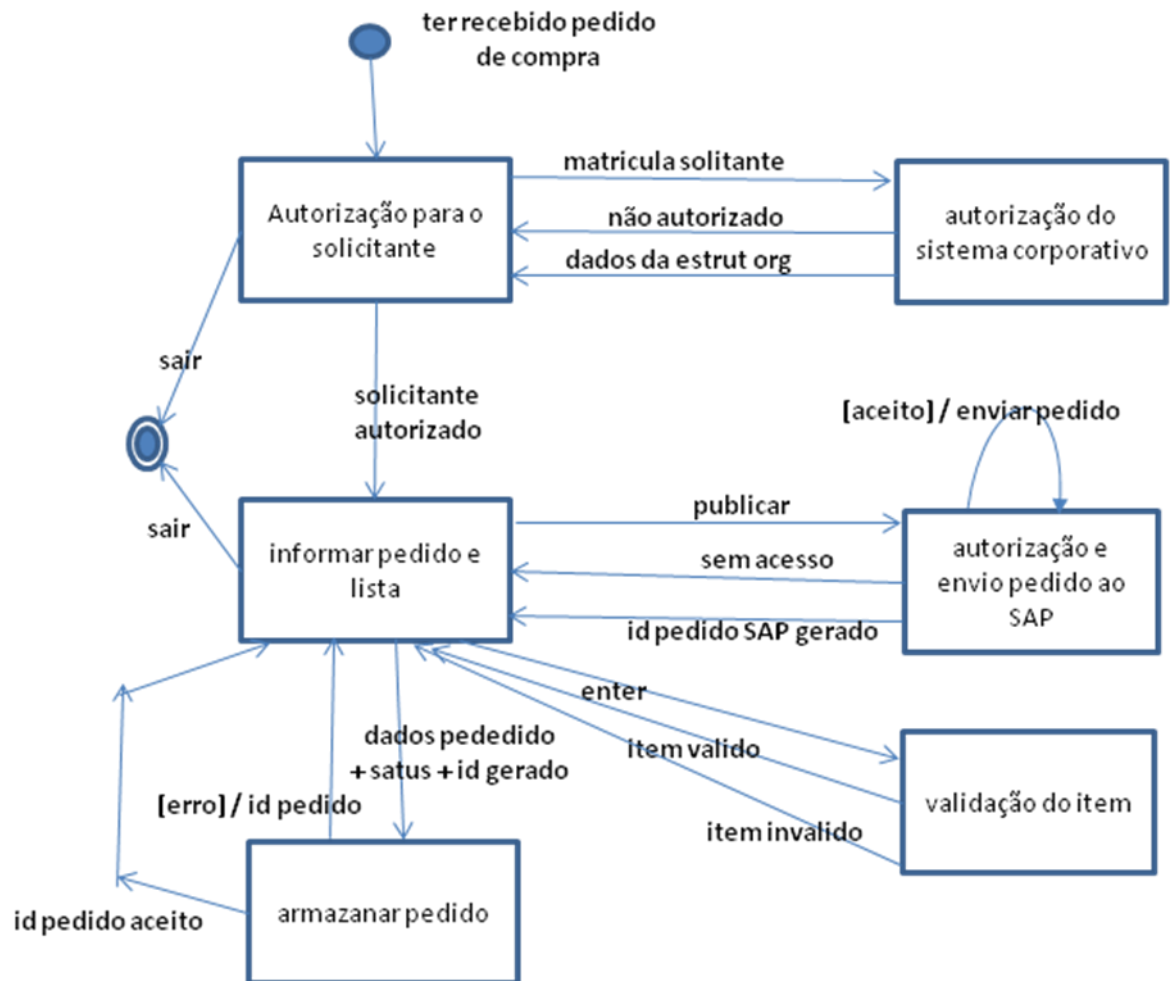 ter recebido pedido
de compra
matricula solitante
Autorização para o
solicitante
não autorizado
autorização do
sistema corporativo
dados da estrut org
sair
solicitante
autorizado
[aceito] / enviar pedido
publicar
sair
informar pedido e
lista
sem acesso
autorização e
envio pedido ao
SAP
id pedido SAP gerado
enter
dados pededido
+ satus + id gerado
item valido
[erro] / id pedido
validação do item
item invalido
armazanar pedido
id pedido aceito